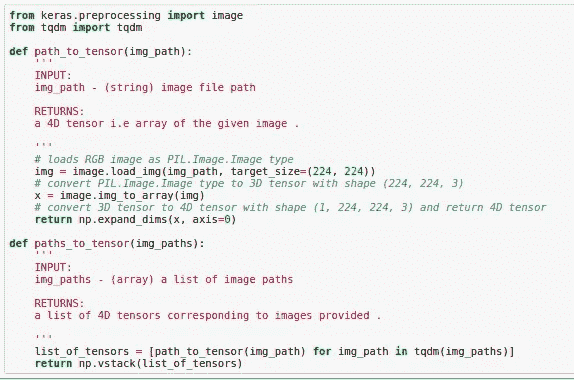 from keras.preprocessing import image
from tqdm import tqdm
def path_to_tensor(img_path):
'''
INPUT:
img_path - (string) image file path
RETURNS:
a 4D tensor i.e array of the given image .
'''
# loads RGB image as PIL.Image.Image type
img = image.load_img(img_path, target_size=(224, 224))
# convert PIL.Image.Image type to 3D tensor with shape (224, 224, 3)
x = image.img_to_array(img)
# convert 3D tensor to 4D tensor with shape (1, 224, 224, 3) and return 4D tensor
return np.expand_dims(x, axis=0)
def paths_to_tensor(img_paths):
'''
INPUT:
img_paths - (array) a list of image paths
RETURNS:
a list of 4D tensors corresponding to images provided .
'''
list_of_tensors = [path_to_tensor(img_path) for img_path in tqdm(img_paths)]
return np.vstack(list_of_tensors)